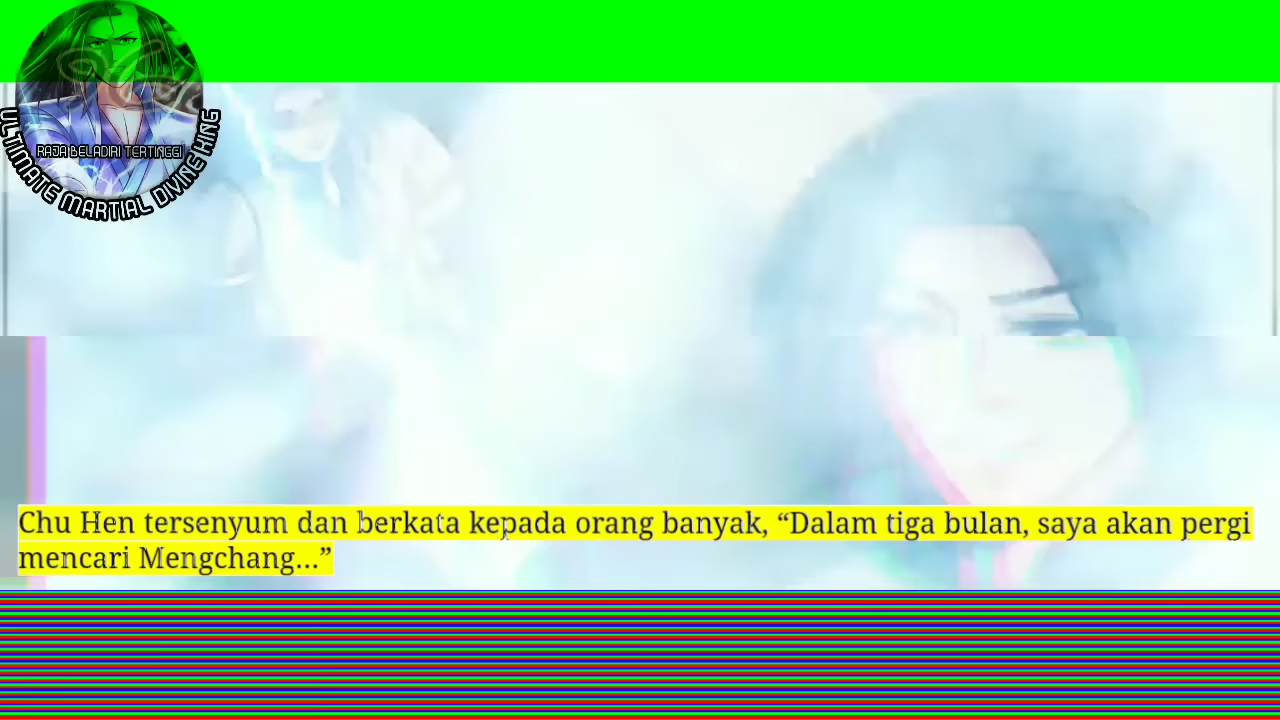 RAJA BELADIRI TERTINGGI
ULTIMATE MARTIAL DIVINE KING
Chu Hen tersenyum dan berkata kepada orang banyak, “Dalam tiga bulan, saya akan pergi
mencari Mengchang...”